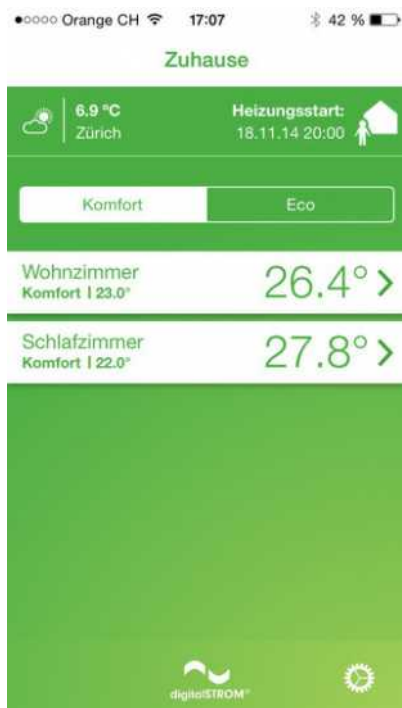 Orange CH 17:07 42 %
Zuhause
6.9 °C
Zürich
Heizungsstart:
18.11.14 20:00
Komfort Eco
Wohnzimmer
Komfort | 23.0°
26.4°
Schlafzimmer
Komfort | 22.0°
27.8°
digitalSTROM®